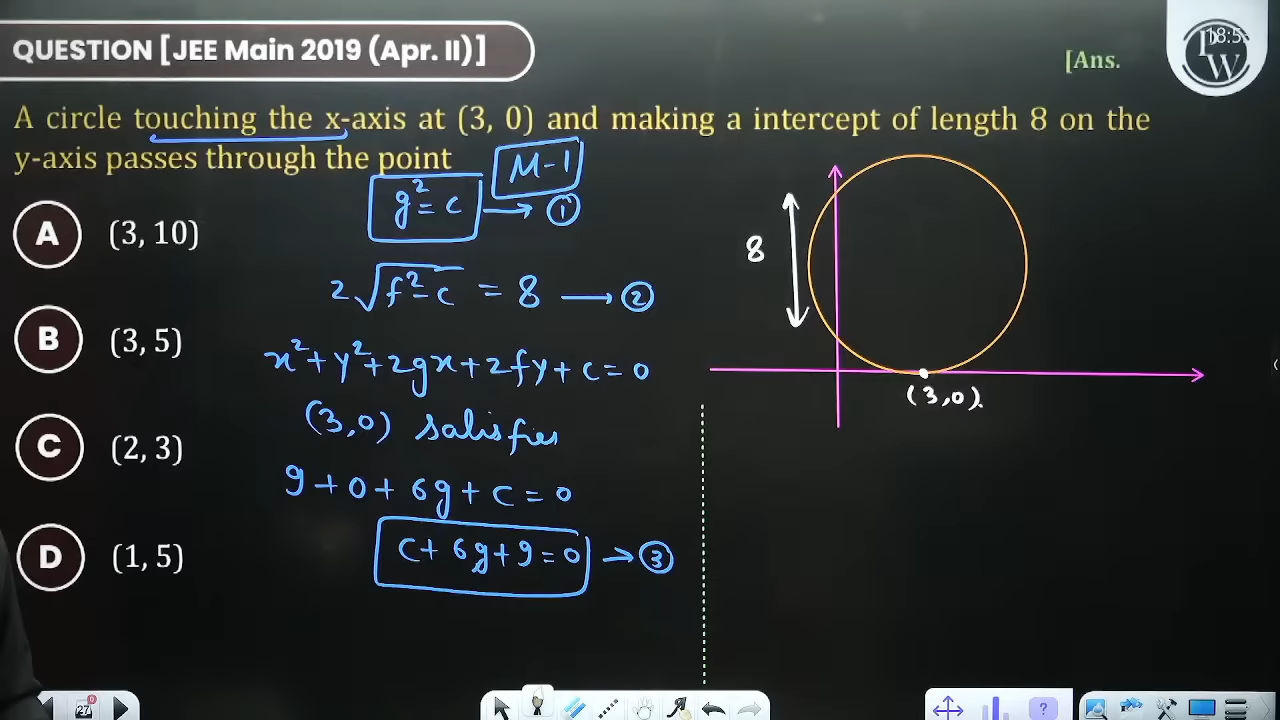 QUESTION [JEE Main 2019 (Apr. II)]
[Ans.
18:5
W
A circle touching the x-axis at (3, 0) and making a intercept of length 8 on the
y-axis passes through the point
M-1
A (3, 10)
g² = c → ①
8
2√f²-c = 8 → ②
B (3, 5)
x²+y²+2gx+2fy+c=0
(3,0)
(3,0) satisfies
C (2, 3)
9+0+6g+c=0
c+6g+9=0 → ③
D (1, 5)
27